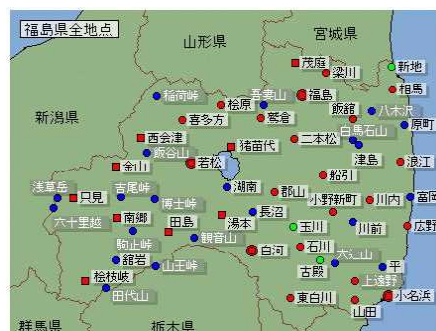 福島県全地点
山形県
宮城県
新潟県
群馬県
栃木県
茂庭
梁川
新地
稲荷峠
桧原
吾妻山
福島
相馬
飯舘
八木沢
喜多方
鷲倉
原町
西会津
猪苗代
二本松
白馬石山
飯谷山
津島
金山
若松
船引
浪江
浅草岳
只見
吉尾峠
博士峠
湖南
郡山
川内
富岡
六十里越
南郷
田島
湯本
長沼
小野新町
川前
広野
駒止峠
観音山
玉川
石川
舘岩
山王峠
白河
古殿
平
桧枝岐
上遠野
小名浜
田代山
東白川
山田